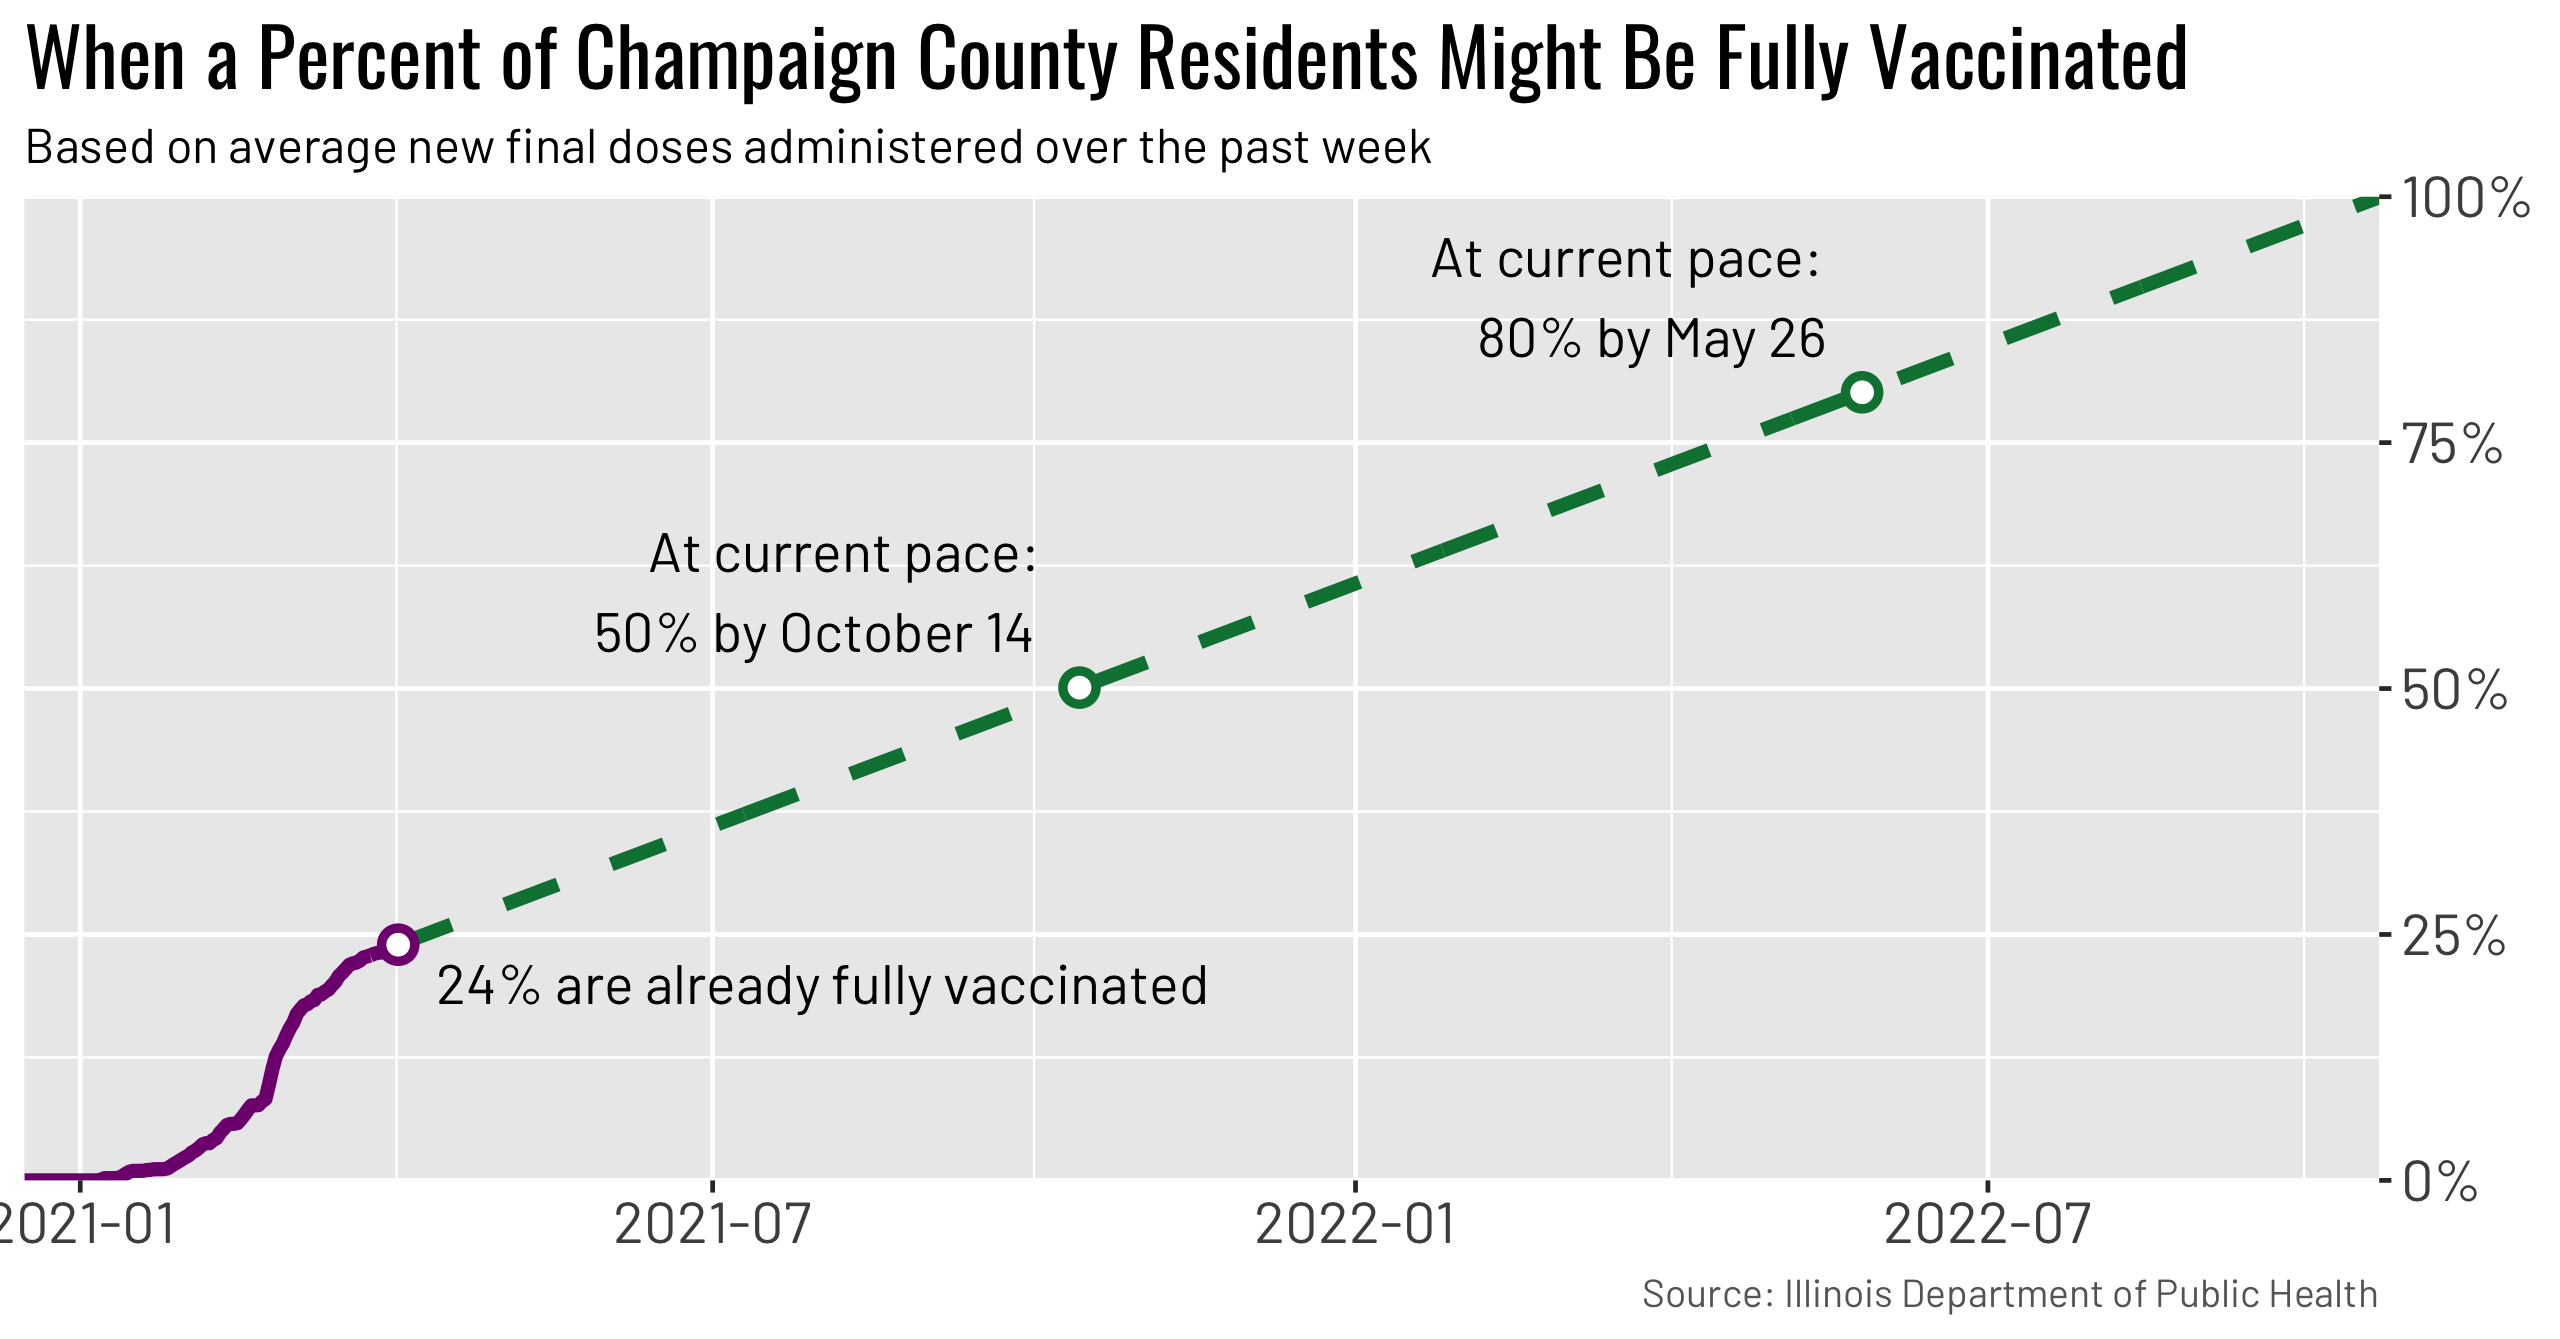 When a Percent of Champaign County Residents Might Be Fully Vaccinated
Based on average new final doses administered over the past week
100%
At current pace:
80% by May 26
75%
At current pace:
50% by October 14
50%
25%
24% are already fully vaccinated
0%
2021-01
2021-07
2022-01
2022-07
Source: Illinois Department of Public Health